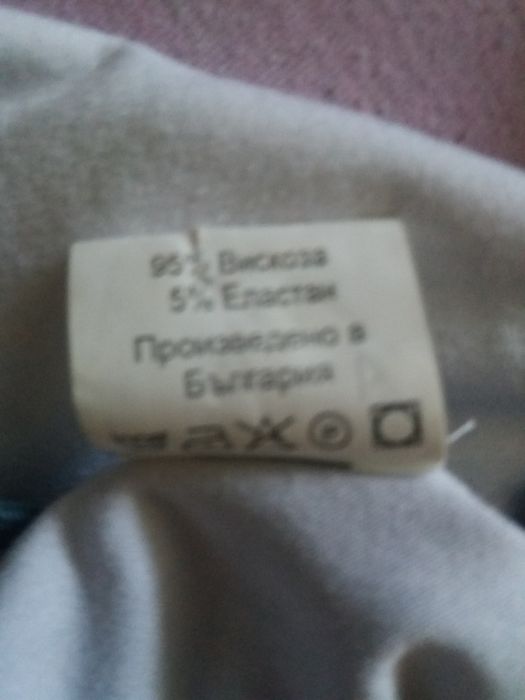 95% Вискоза
5% Еластан
Произведено в
България